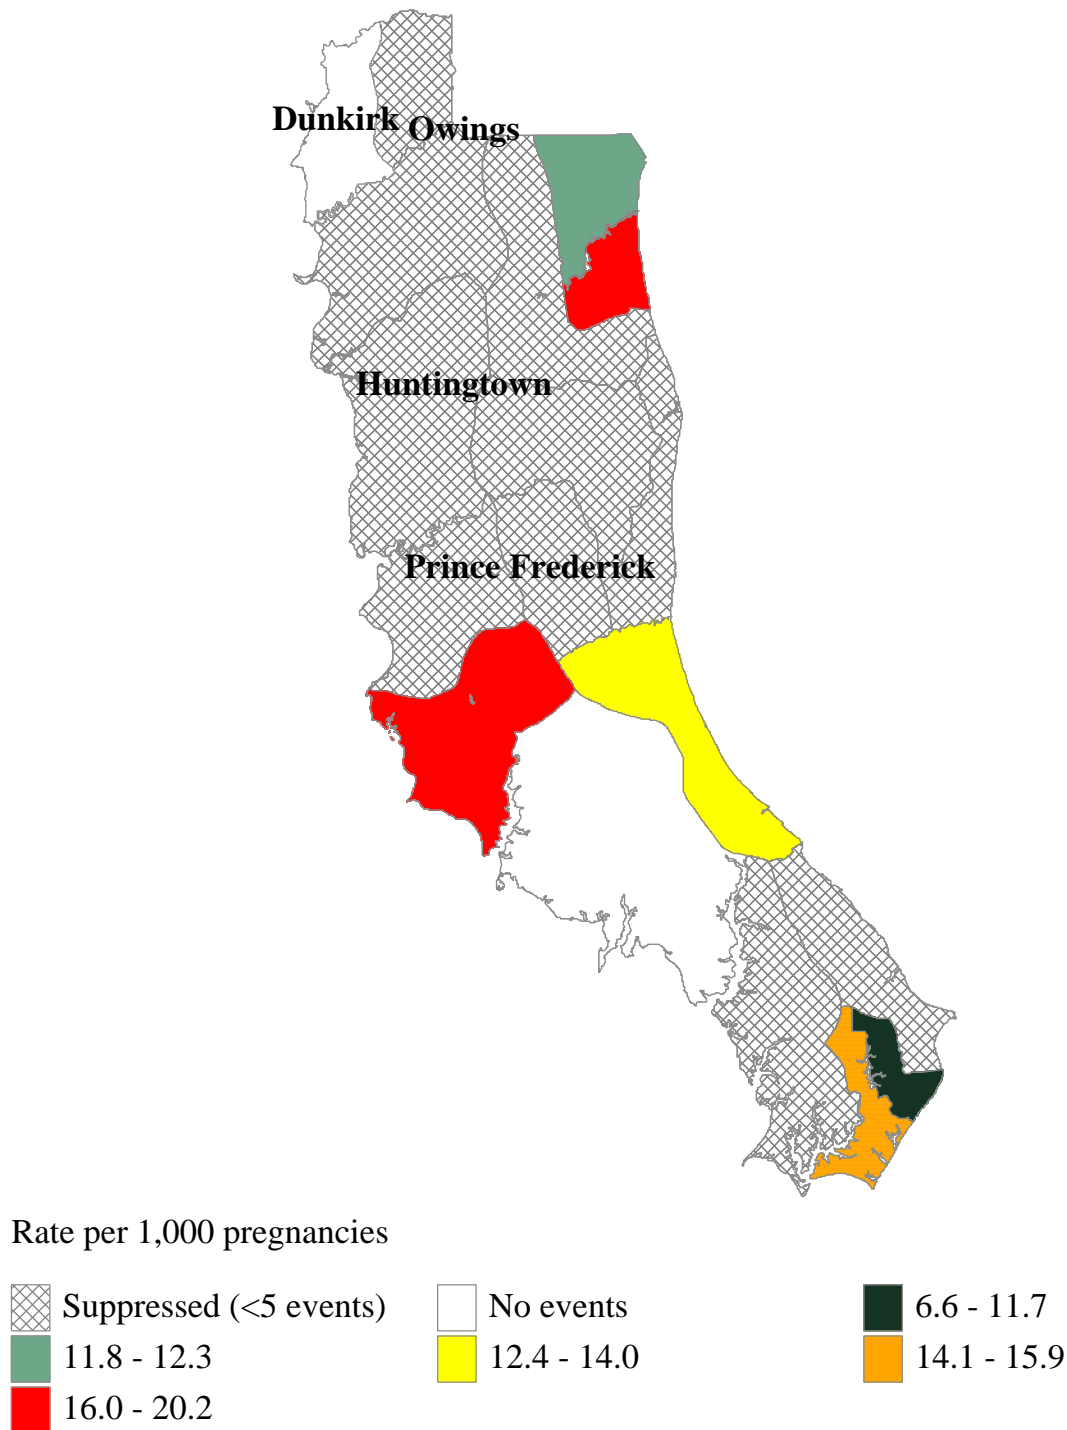 Dunkirk
Owings
Huntingtown
Prince Frederick
Rate per 1,000 pregnancies
Suppressed (<5 events)
No events
6.6 - 11.7
11.8 - 12.3
12.4 - 14.0
14.1 - 15.9
16.0 - 20.2